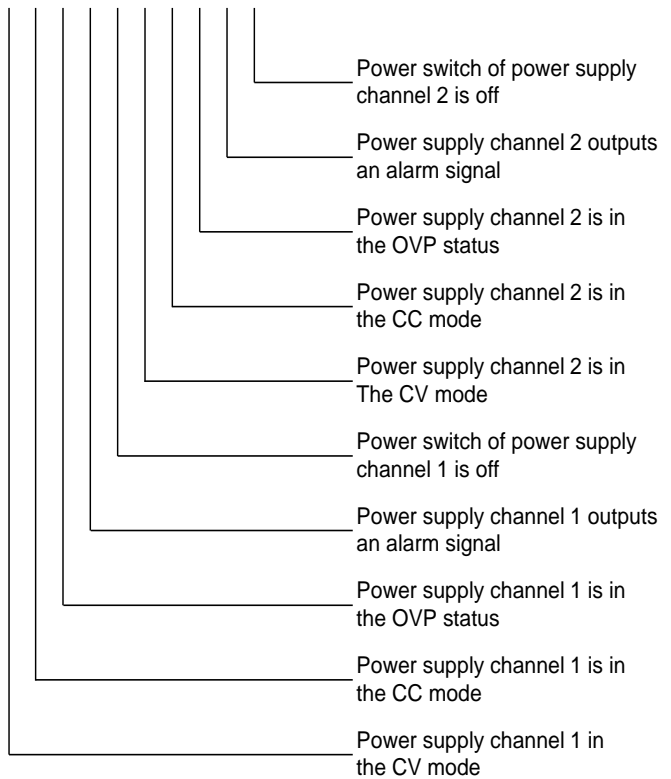 Power switch of power supply
channel 2 is off
Power supply channel 2 outputs
an alarm signal
Power supply channel 2 is in
the OVP status
Power supply channel 2 is in
the CC mode
Power supply channel 2 is in
The CV mode
Power switch of power supply
channel 1 is off
Power supply channel 1 outputs
an alarm signal
Power supply channel 1 is in
the OVP status
Power supply channel 1 is in
the CC mode
Power supply channel 1 in
the CV mode